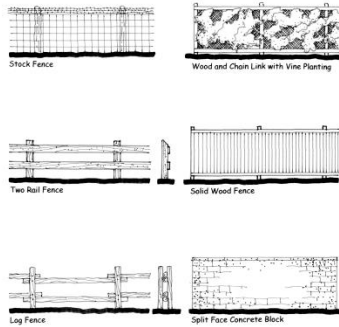 Stock Fence
Wood and Chain Link with Vine Planting
Two Rail Fence
Solid Wood Fence
Log Fence
Split Face Concrete Block